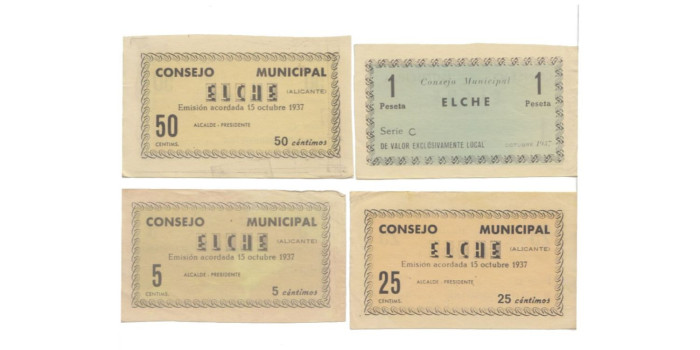 CONSEJO MUNICIPAL
ELCHE (ALICANTE)
Emisión acordada 15 octubre 1937
50 ALCALDE - PRESIDENTE
CENTIMS. 50 céntimos
1 Consejo Municipal 1
Peseta ELCHE Peseta
Serie C
DE VALOR EXCLUSIVAMENTE LOCAL 1937
CONSEJO MUNICIPAL
ELCHE (ALICANTE)
Emisión acordada 15 octubre 1937
5 ALCALDE - PRESIDENTE
CENTIMS. 5 céntimos
CONSEJO MUNICIPAL
ELCHE (ALICANTE)
Emisión acordada 15 octubre 1937
25 ALCALDE - PRESIDENTE
CENTIMS. 25 céntimos